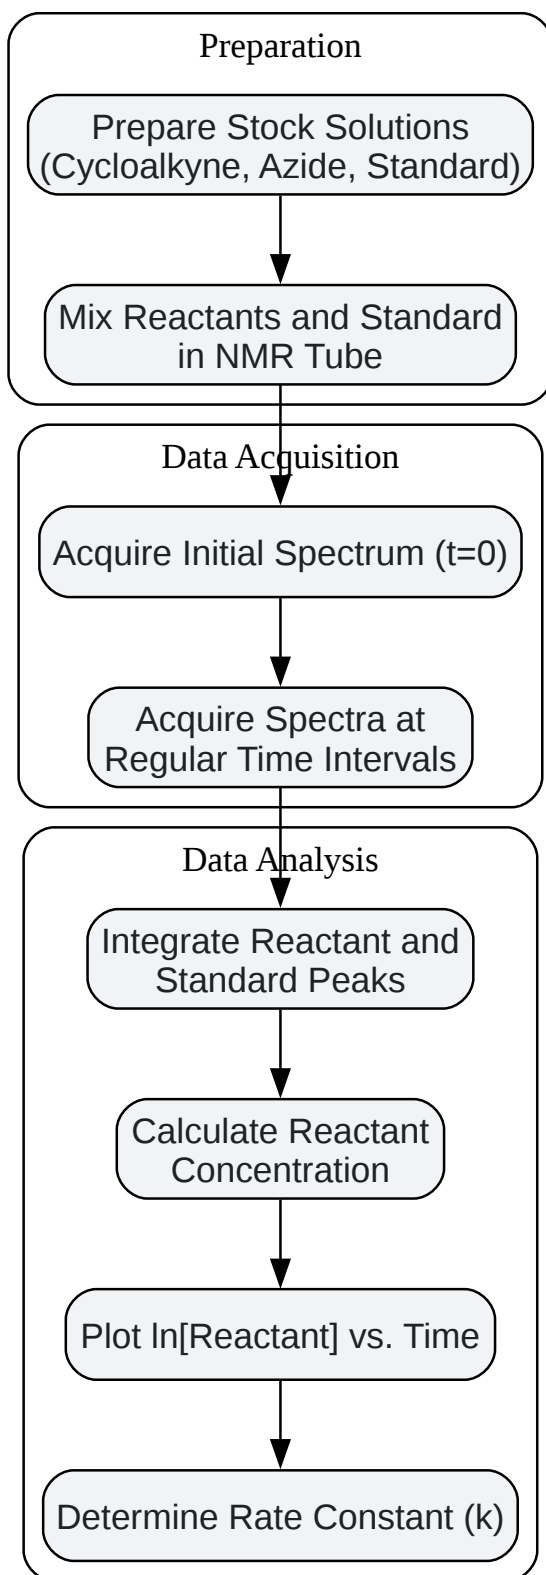 Preparation
Prepare Stock Solutions
(Cycloalkyne, Azide, Standard)
Mix Reactants and Standard
in NMR Tube
Data Acquisition
Acquire Initial Spectrum (t=0)
Acquire Spectra at
Regular Time Intervals
Data Analysis
Integrate Reactant and
Standard Peaks
Calculate Reactant
Concentration
Plot ln[Reactant] vs. Time
Determine Rate Constant (k)